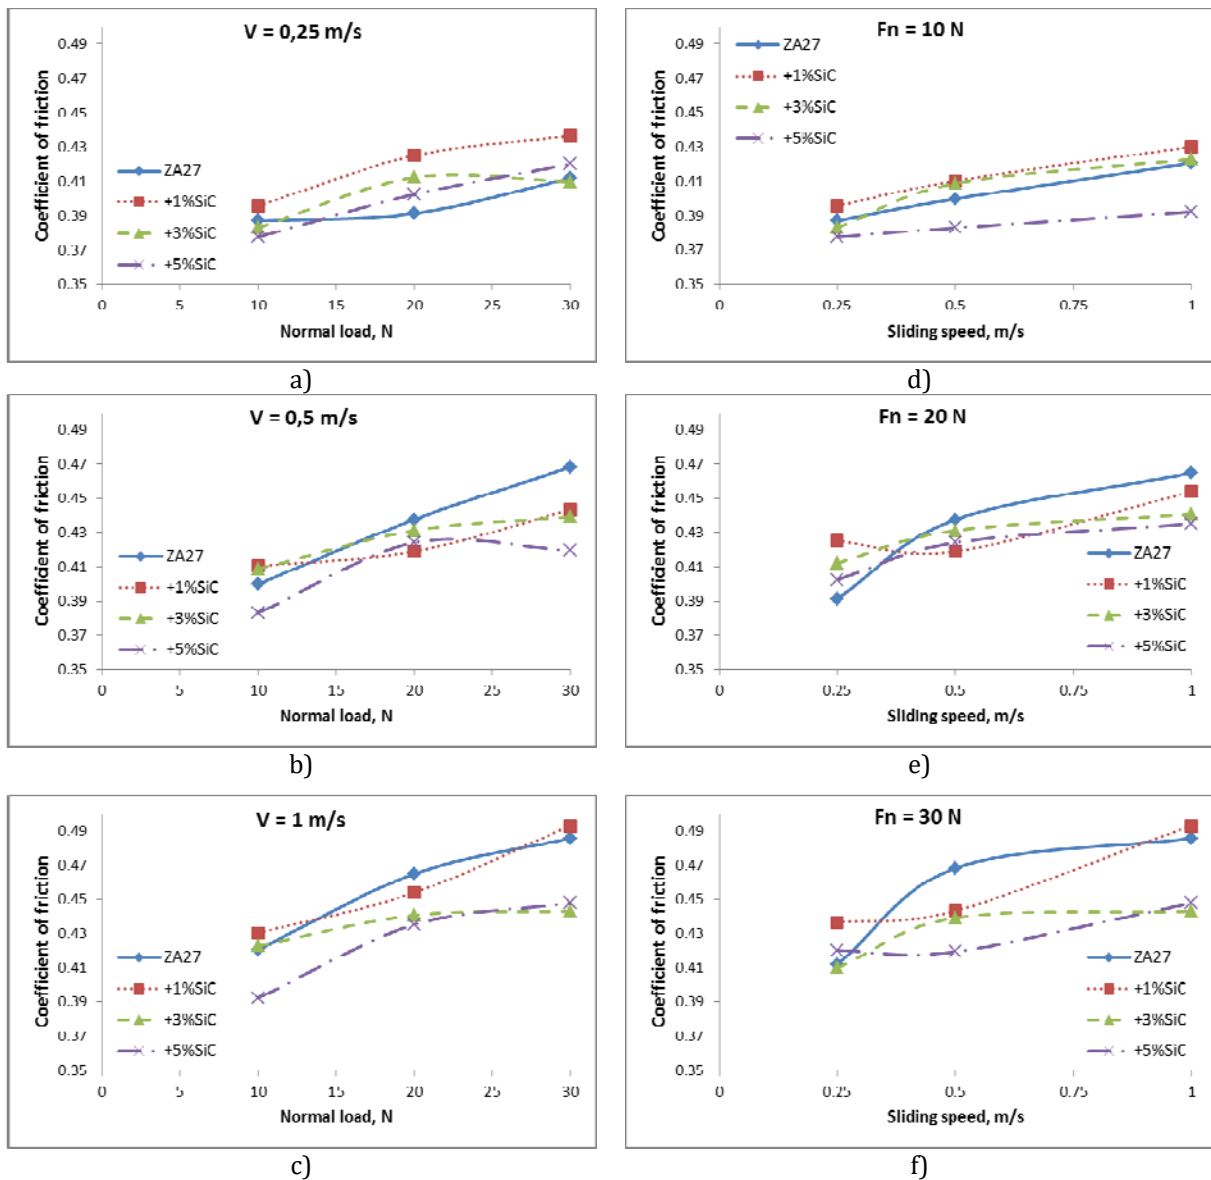 V = 0,25 m/s
Coefficient of friction
0.49
0.47
0.45
0.43
0.41
0.39
0.37
0.35
ZA27
+1%SiC
+3%SiC
+5%SiC
0 5 10 15 20 25 30
Normal load, N
a)
Fn = 10 N
Coefficient of friction
0.49
0.47
0.45
0.43
0.41
0.39
0.37
0.35
ZA27
+1%SiC
+3%SiC
+5%SiC
0 0.25 0.5 0.75 1
Sliding speed, m/s
d)
V = 0,5 m/s
Coefficient of friction
0.49
0.47
0.45
0.43
0.41
0.39
0.37
0.35
ZA27
+1%SiC
+3%SiC
+5%SiC
0 5 10 15 20 25 30
Normal load, N
b)
Fn = 20 N
Coefficient of friction
0.49
0.47
0.45
0.43
0.41
0.39
0.37
0.35
ZA27
+1%SiC
+3%SiC
+5%SiC
0 0.25 0.5 0.75 1
Sliding speed, m/s
e)
V = 1 m/s
Coefficient of friction
0.49
0.47
0.45
0.43
0.41
0.39
0.37
0.35
ZA27
+1%SiC
+3%SiC
+5%SiC
0 5 10 15 20 25 30
Normal load, N
c)
Fn = 30 N
Coefficient of friction
0.49
0.47
0.45
0.43
0.41
0.39
0.37
0.35
ZA27
+1%SiC
+3%SiC
+5%SiC
0 0.25 0.5 0.75 1
Sliding speed, m/s
f)